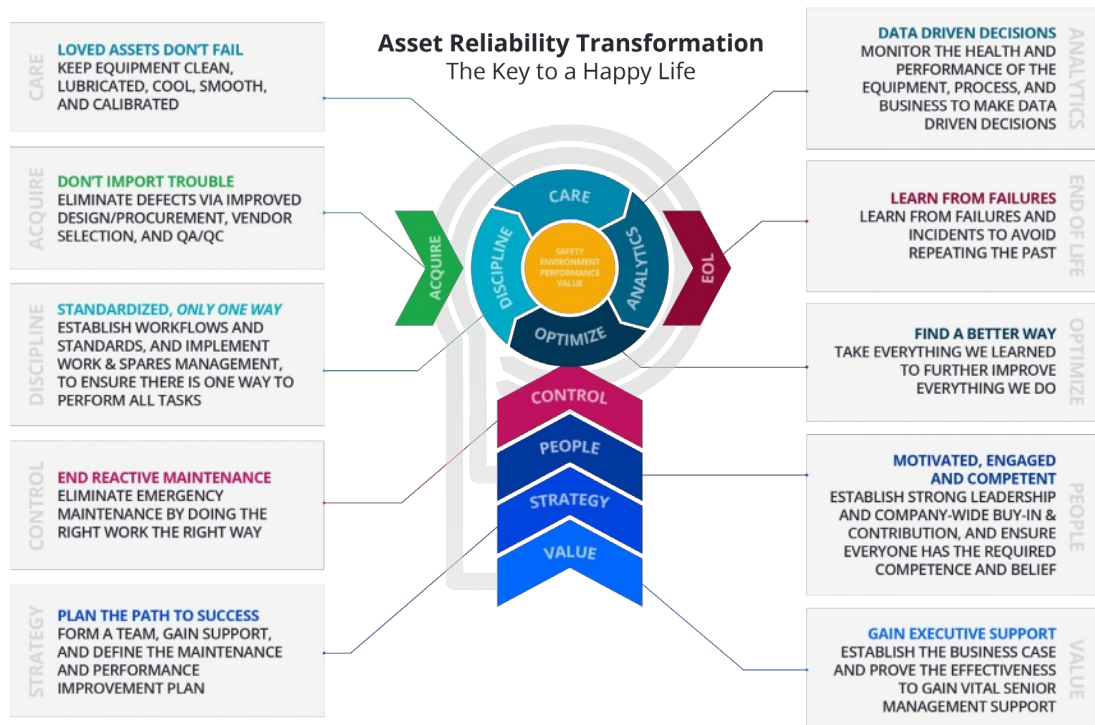 Asset Reliability Transformation
The Key to a Happy Life
CARE
LOVED ASSETS DON'T FAIL
KEEP EQUIPMENT CLEAN,
LUBRICATED, COOL, SMOOTH,
AND CALIBRATED
ACQUIRE
DON'T IMPORT TROUBLE
ELIMINATE DEFECTS VIA IMPROVED
DESIGN/PROCUREMENT, VENDOR
SELECTION, AND QA/QC
DISCIPLINE
STANDARDIZED, ONLY ONE WAY
ESTABLISH WORKFLOWS AND
STANDARDS, AND IMPLEMENT
WORK & SPARES MANAGEMENT,
TO ENSURE THERE IS ONE WAY TO
PERFORM ALL TASKS
CONTROL
END REACTIVE MAINTENANCE
ELIMINATE EMERGENCY
MAINTENANCE BY DOING THE
RIGHT WORK THE RIGHT WAY
STRATEGY
PLAN THE PATH TO SUCCESS
FORM A TEAM, GAIN SUPPORT,
AND DEFINE THE MAINTENANCE
AND PERFORMANCE
IMPROVEMENT PLAN
ACQUIRE
CARE
DISCIPLINE
ANALYTICS
OPTIMIZE
SAFETY
ENVIRONMENT
PERFORMANCE
VALUE
EOL
CONTROL
PEOPLE
STRATEGY
VALUE
DATA DRIVEN DECISIONS
MONITOR THE HEALTH AND
PERFORMANCE OF THE
EQUIPMENT, PROCESS, AND
BUSINESS TO MAKE DATA
DRIVEN DECISIONS
ANALYTICS
LEARN FROM FAILURES
LEARN FROM FAILURES AND
INCIDENTS TO AVOID
REPEATING THE PAST
END OF LIFE
FIND A BETTER WAY
TAKE EVERYTHING WE LEARNED
TO FURTHER IMPROVE
EVERYTHING WE DO
OPTIMIZE
MOTIVATED, ENGAGED
AND COMPETENT
ESTABLISH STRONG LEADERSHIP
AND COMPANY-WIDE BUY-IN &
CONTRIBUTION, AND ENSURE
EVERYONE HAS THE REQUIRED
COMPETENCE AND BELIEF
PEOPLE
GAIN EXECUTIVE SUPPORT
ESTABLISH THE BUSINESS CASE
AND PROVE THE EFFECTIVENESS
TO GAIN VITAL SENIOR
MANAGEMENT SUPPORT
VALUE